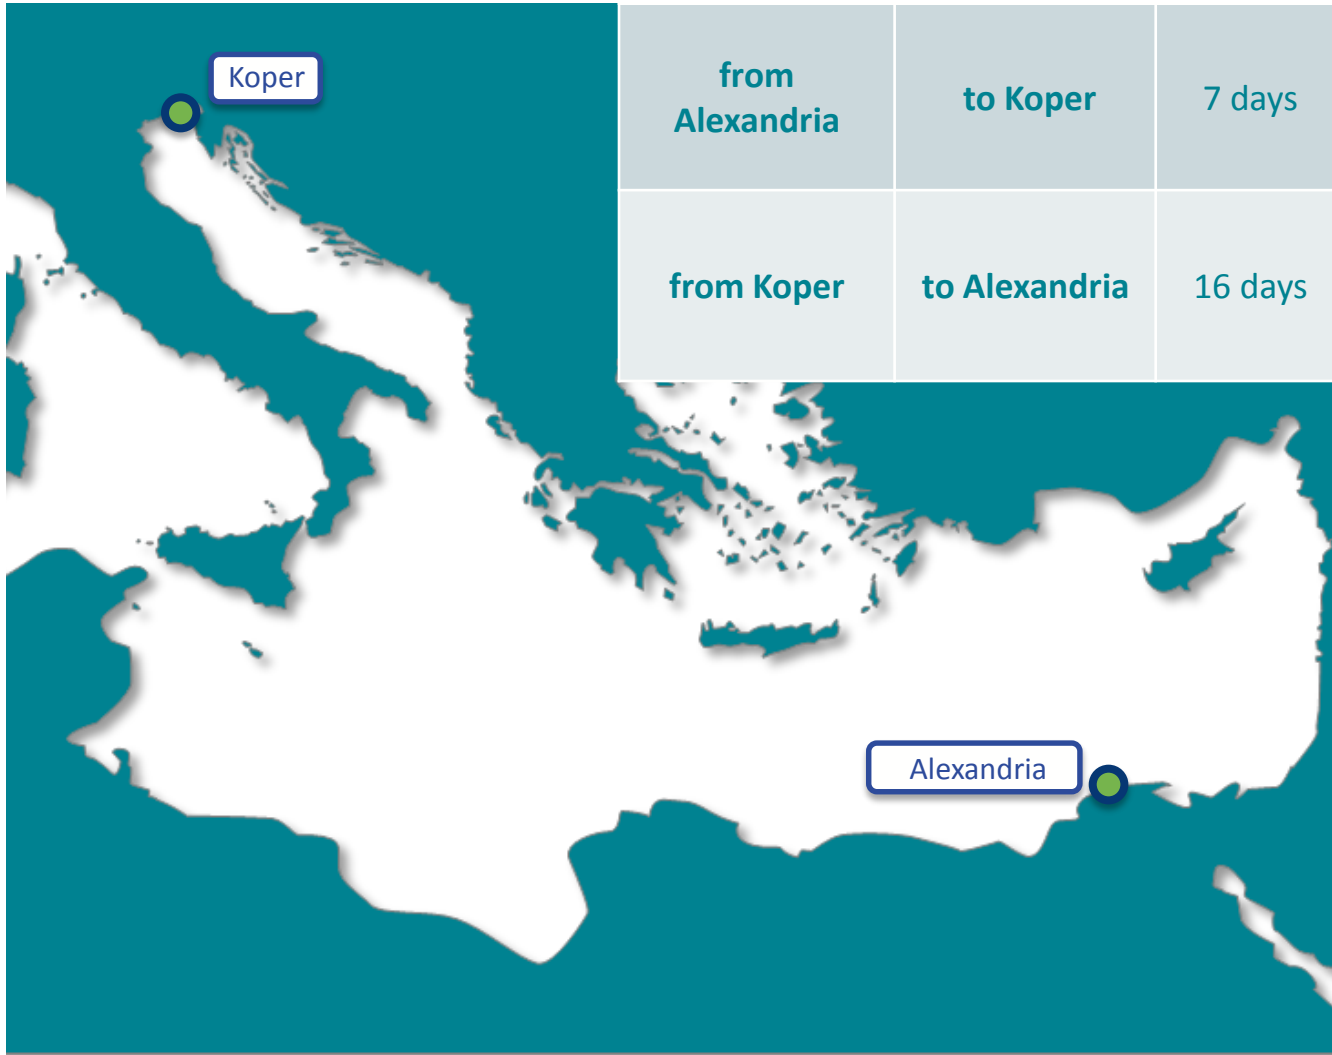 Koper
from
Alexandria
to Koper
7 days
from Koper
to Alexandria
16 days
Alexandria